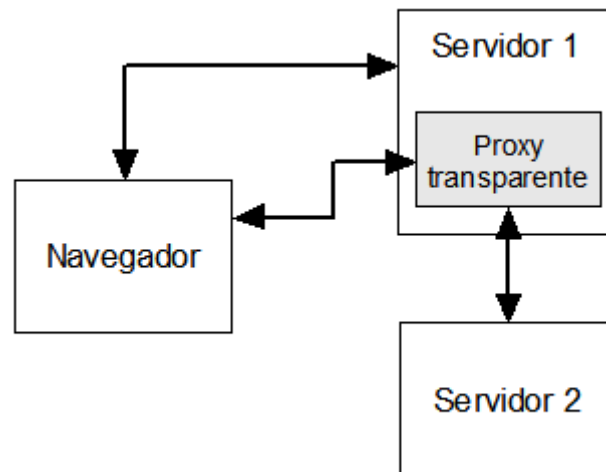 Servidor 1
Proxy
transparente
Navegador
Servidor 2